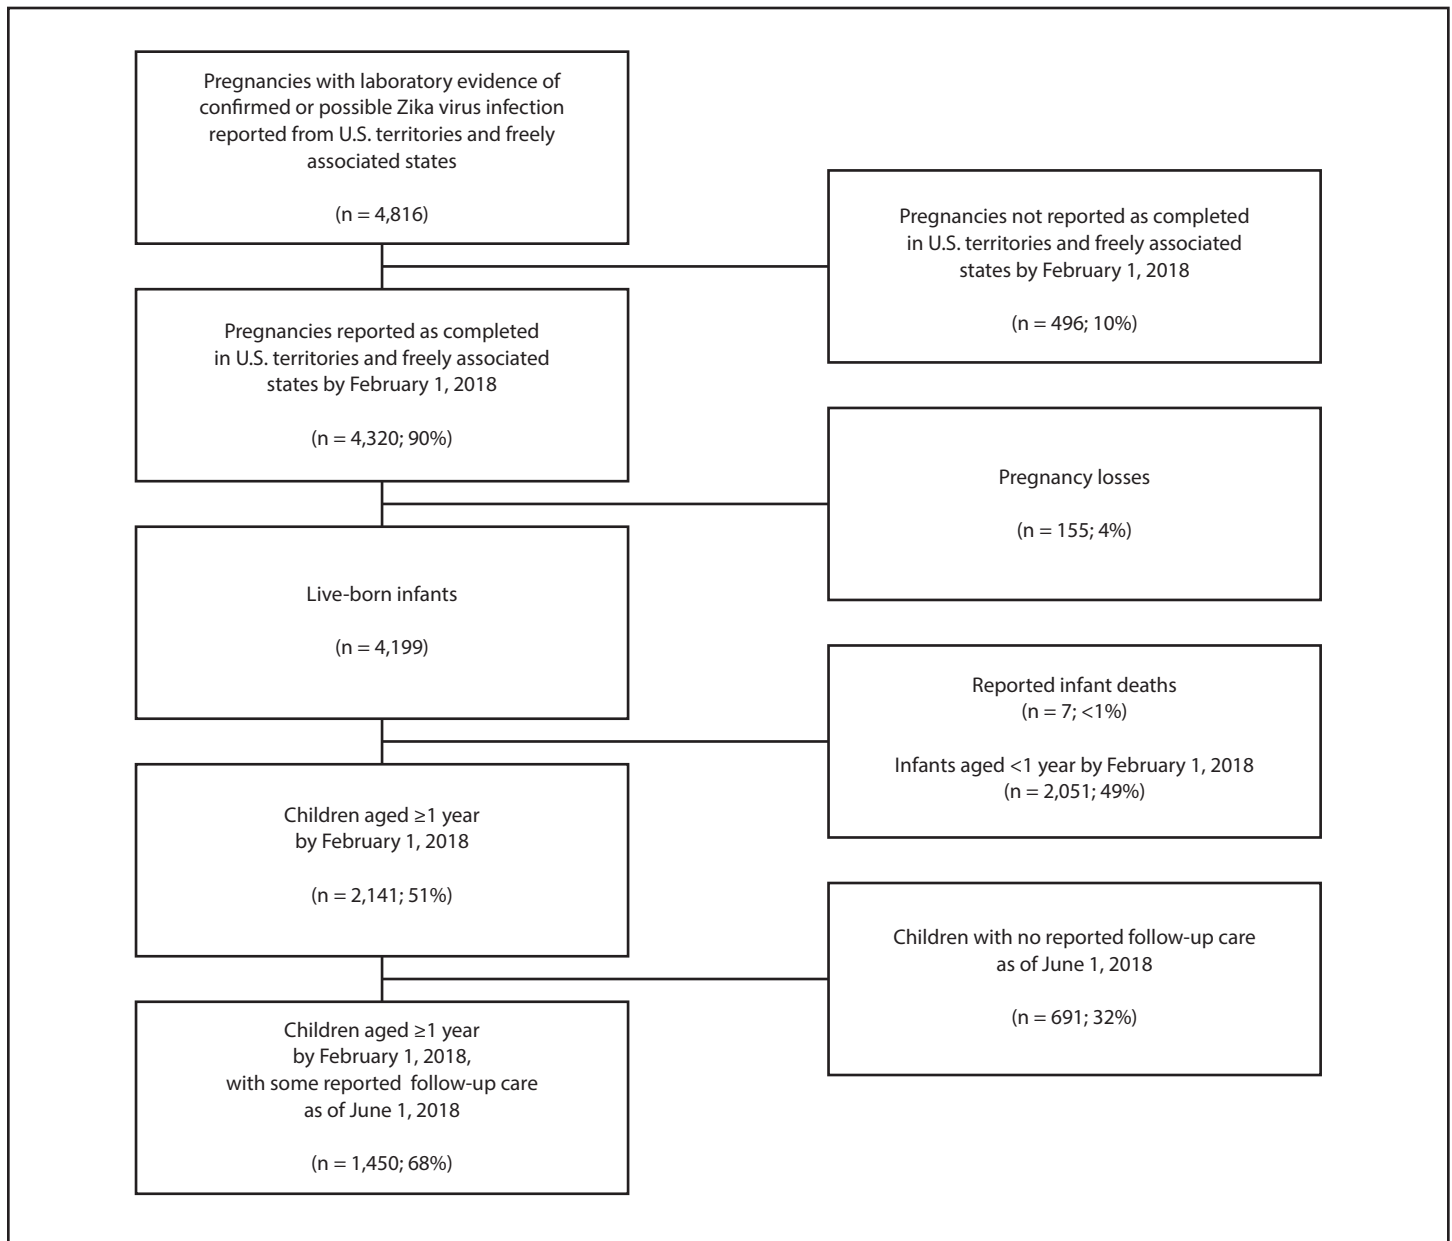 Pregnancies with laboratory evidence of
confirmed or possible Zika virus infection
reported from U.S. territories and freely
associated states
(n = 4,816)
Pregnancies not reported as completed
in U.S. territories and freely associated
states by February 1, 2018
(n = 496; 10%)
Pregnancies reported as completed
in U.S. territories and freely associated
states by February 1, 2018
(n = 4,320; 90%)
Pregnancy losses
(n = 155; 4%)
Live-born infants
(n = 4,199)
Reported infant deaths
(n = 7; <1%)
Infants aged <1 year by February 1, 2018
(n = 2,051; 49%)
Children aged ≥1 year
by February 1, 2018
(n = 2,141; 51%)
Children with no reported follow-up care
as of June 1, 2018
(n = 691; 32%)
Children aged ≥1 year
by February 1, 2018,
with some reported follow-up care
as of June 1, 2018
(n = 1,450; 68%)